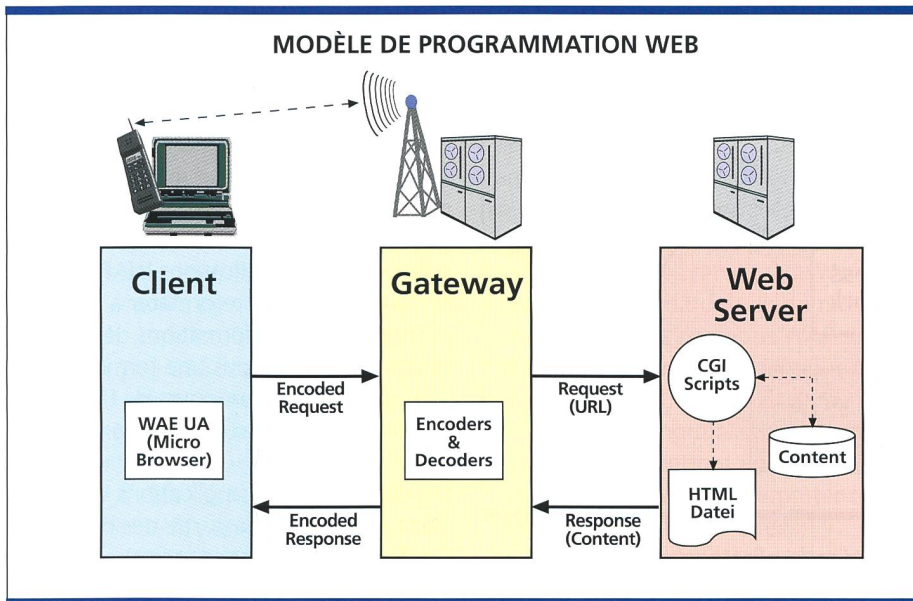 MODÈLE DE PROGRAMMATION WEB
Client
Gateway
Web
Server
Encoded
Request
Request
(URL)
CGI
Scripts
WAE UA
(Micro
Browser)
Encoders
&
Decoders
Content
HTML
Datei
Encoded
Response
Response
(Content)